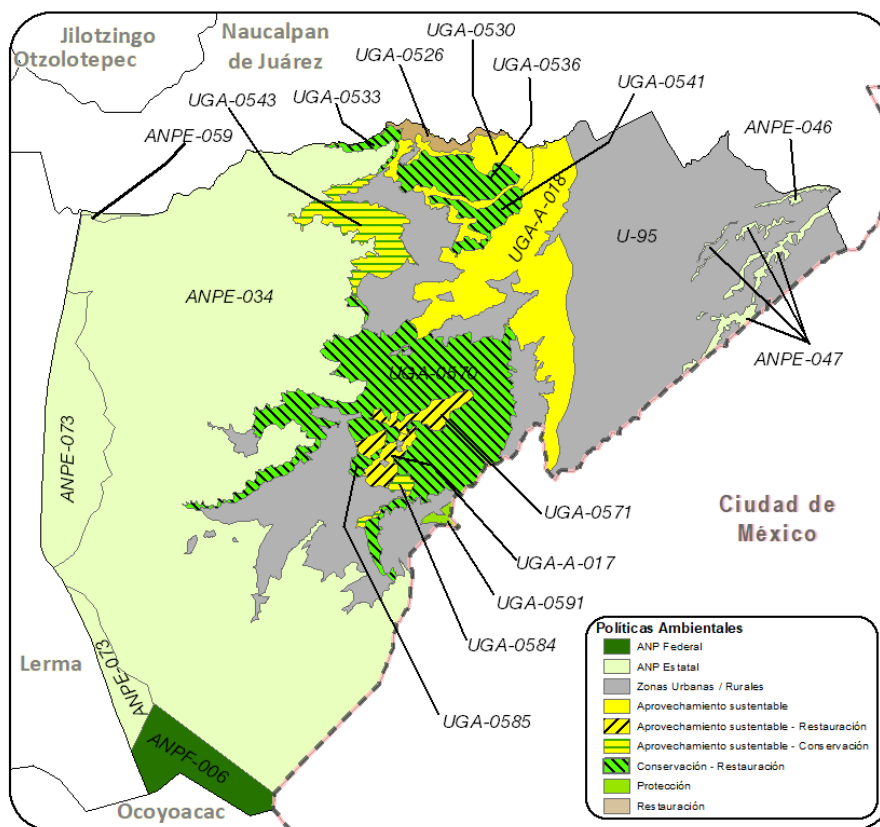 Jilotzingo
Otzolotepec
Naucalpan
de Juárez
UGA-0530
UGA-0526
UGA-0536
UGA-0543
UGA-0533
UGA-0541
ANPE-059
ANPE-046
UGA-A-018
U-95
ANPE-034
ANPE-047
UGA-0570
ANPE-073
Ciudad de
México
UGA-0571
UGA-A-017
UGA-0591
UGA-0584
UGA-0585
Lerma
ANPE-073
ANPF-006
Ocoyoacac
Políticas Ambientales
ANP Federal
ANP Estatal
Zonas Urbanas / Rurales
Aprovechamiento sustentable
Aprovechamiento sustentable - Restauración
Aprovechamiento sustentable - Conservación
Conservación - Restauración
Protección
Restauración